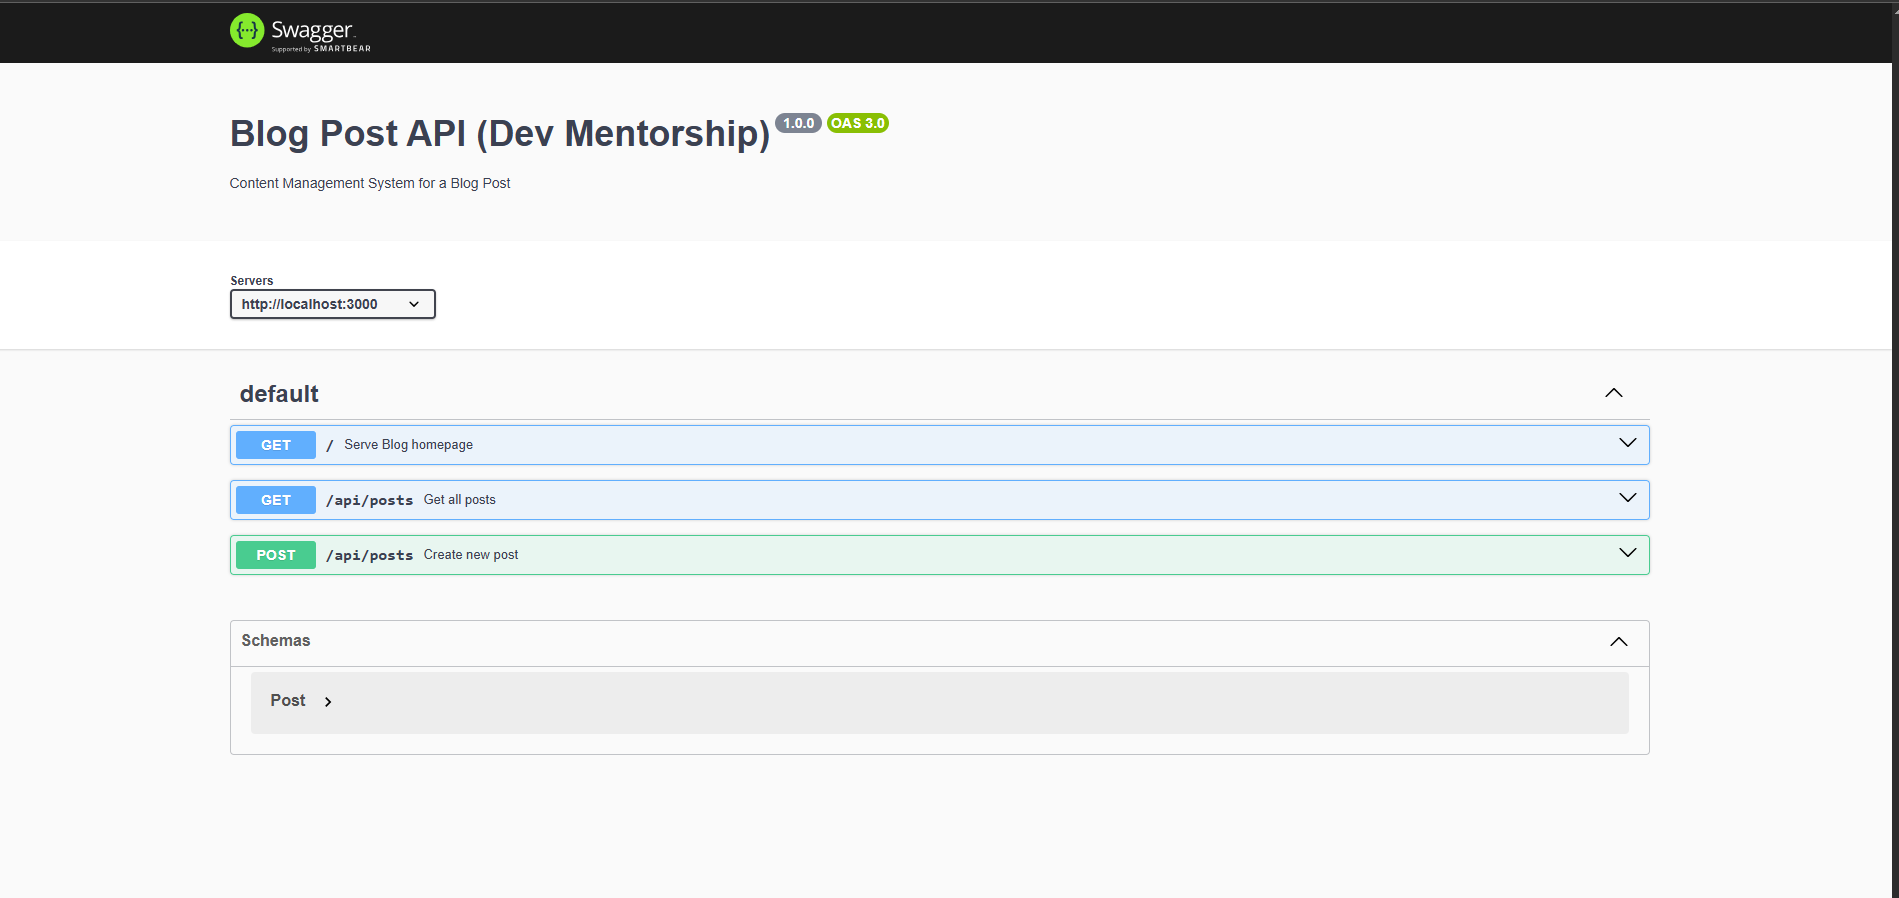 {···} Swagger.
Supported by SMARTBEAR
Blog Post API (Dev Mentorship) 1.0.0 OAS 3.0
Content Management System for a Blog Post
Servers
http://localhost:3000
default
GET / Serve Blog homepage
GET /api/posts Get all posts
POST /api/posts Create new post
Schemas
Post